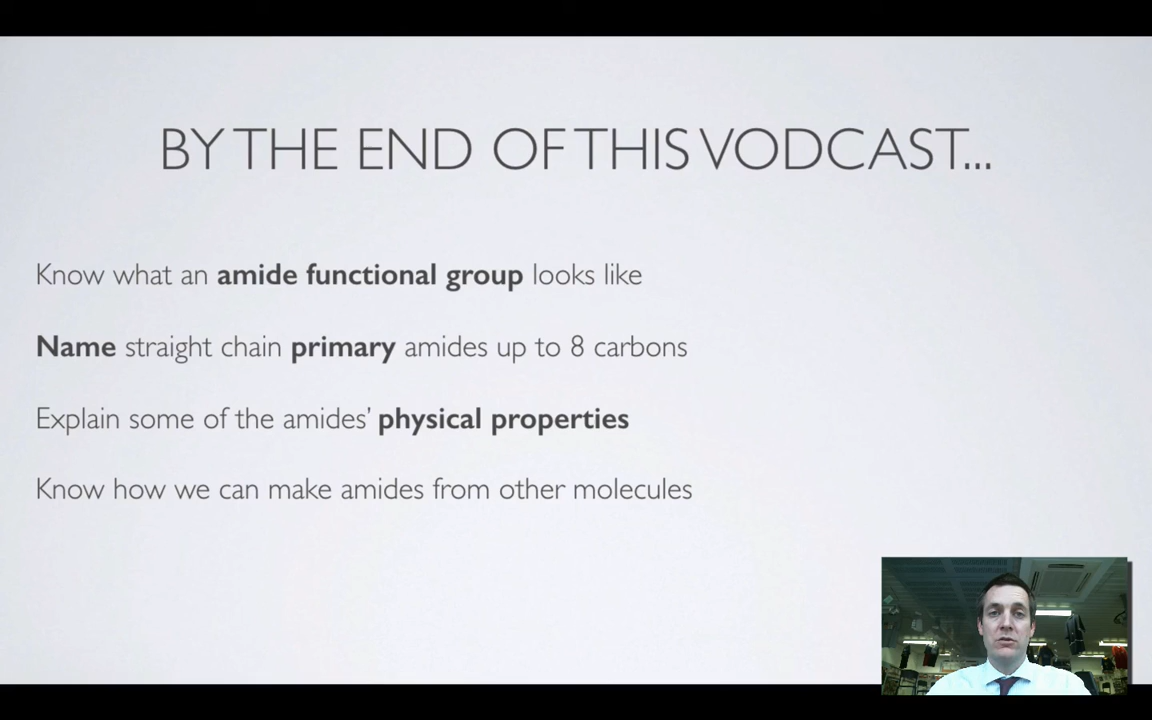 BY THE END OF THIS VODCAST...
Know what an amide functional group looks like
Name straight chain primary amides up to 8 carbons
Explain some of the amides’ physical properties
Know how we can make amides from other molecules